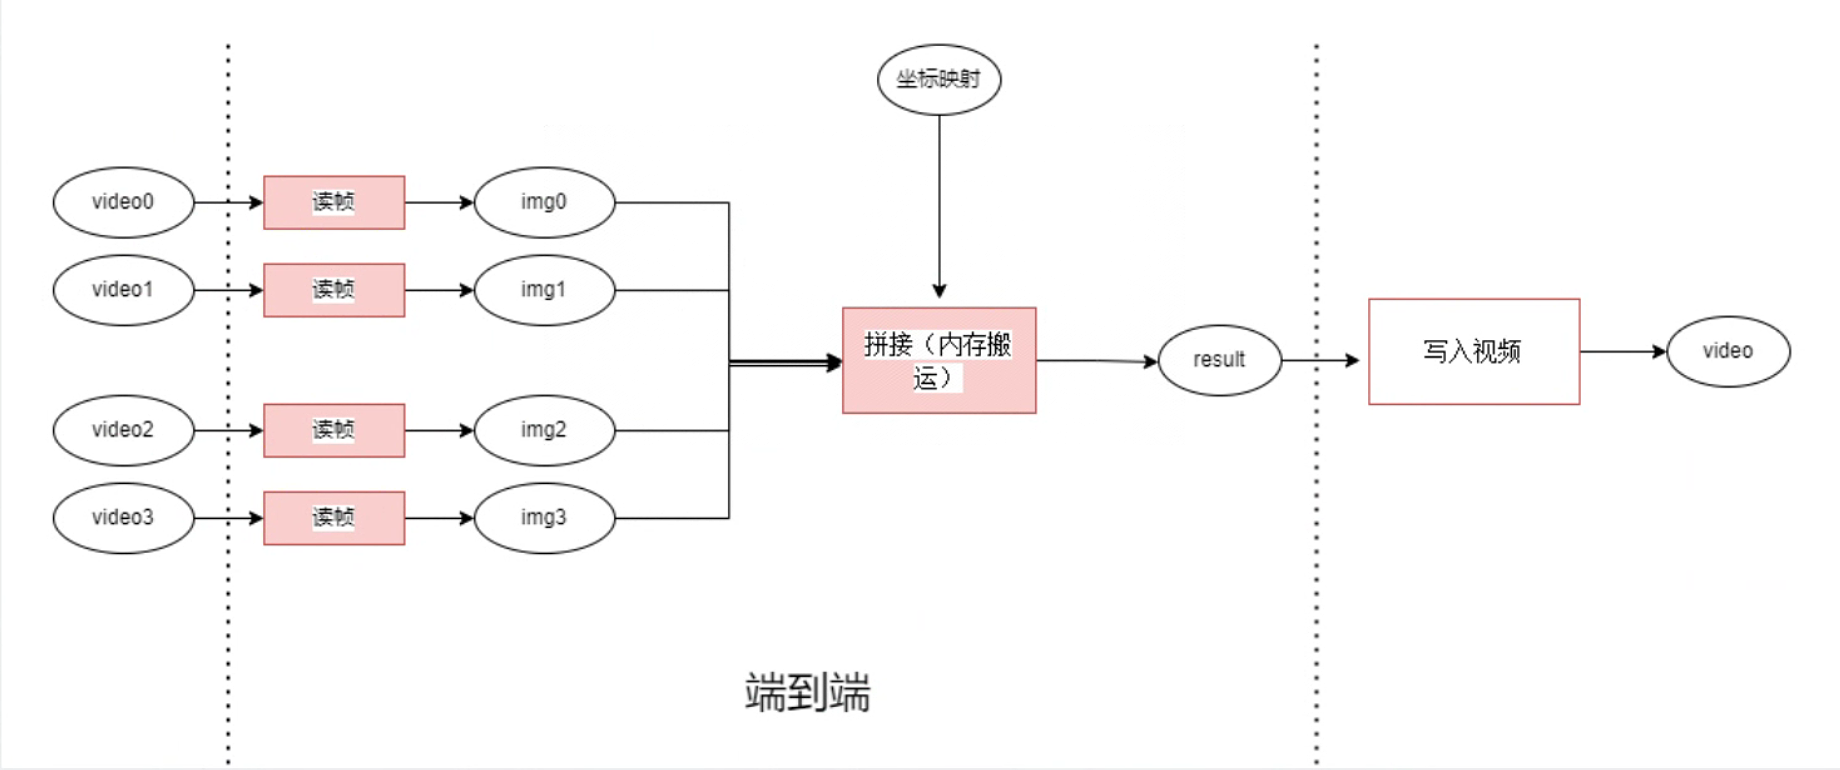 坐标映射
video0
读帧
img0
video1
读帧
img1
拼接（内存搬
运）
result
写入视频
video
video2
读帧
img2
video3
读帧
img3
端到端